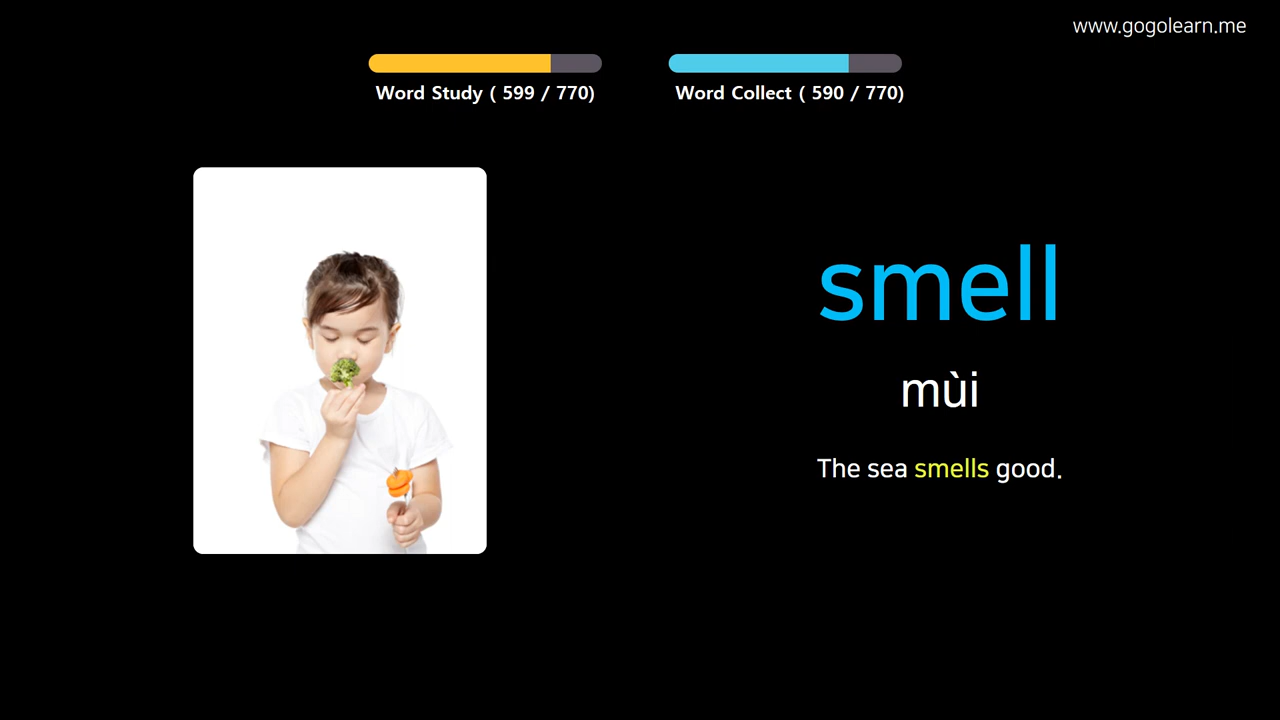 www.gogolearn.me
Word Study ( 599 / 770)
Word Collect ( 590 / 770)
smell
mùi
The sea smells good.